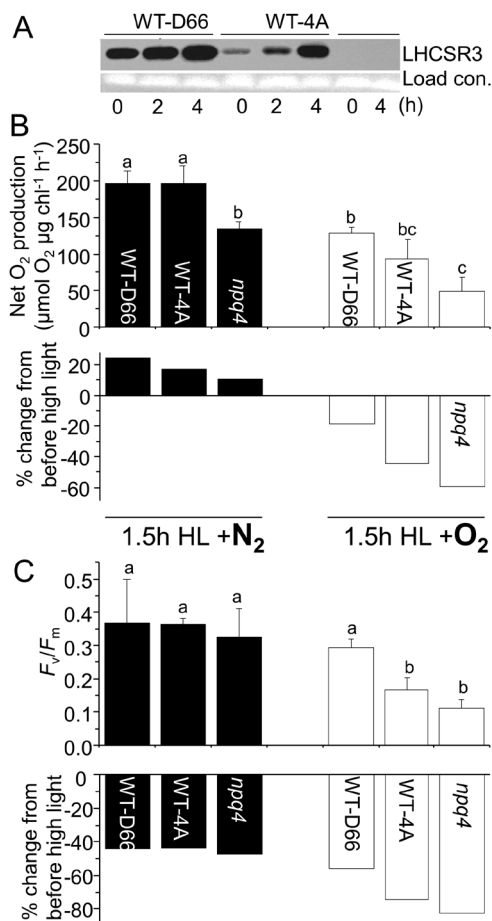 A
WT-D66 WT-4A
LHCSR3
Load con.
0 2 4 0 2 4 0 4 (h)
B
Net O2 production
(µmol O2 µg chl-1 h-1)
250
200
150
100
50
0
a a b b bc c
WT-D66 WT-4A npq4 WT-D66 WT-4A
% change from
before high light
20
0
-20
-40
-60
npq4
1.5h HL +N2 1.5h HL +O2
C
Fv/Fm
0.5
0.4
0.3
0.2
0.1
0.0
a a a a b b
% change from
before high light
0
-20
-40
-60
-80
WT-D66 WT-4A npq4 WT-D66 WT-4A npq4